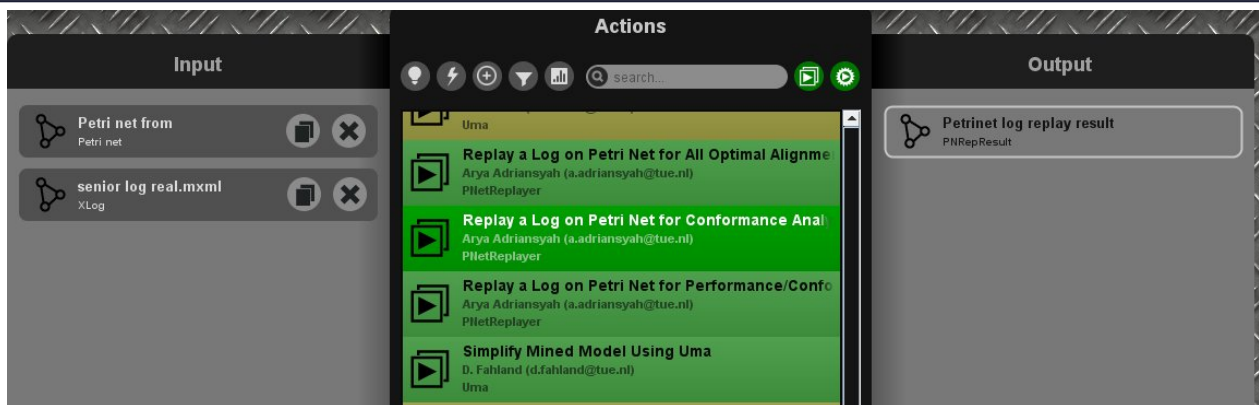 Input
Petri net from
Petri net
senior log real.mxml
XLog
Actions
search...
Uma
Replay a Log on Petri Net for All Optimal Alignme
Arya Adriansyah (a.adriansyah@tue.nl)
PNetReplayer
Replay a Log on Petri Net for Conformance Analy
Arya Adriansyah (a.adriansyah@tue.nl)
PNetReplayer
Replay a Log on Petri Net for Performance/Confo
Arya Adriansyah (a.adriansyah@tue.nl)
PNetReplayer
Simplify Mined Model Using Uma
D. Fahland (d.fahland@tue.nl)
Uma
Output
Petrinet log replay result
PNRepResult